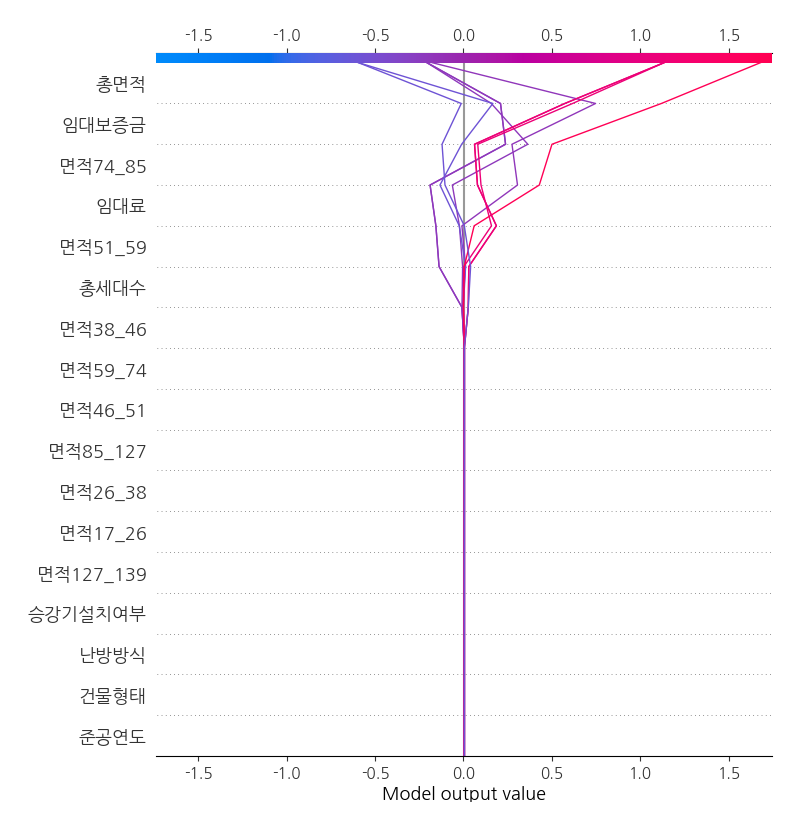 -1.5 -1.0 -0.5 0.0 0.5 1.0 1.5
총면적
임대보증금
면적74_85
임대료
면적51_59
총세대수
면적38_46
면적59_74
면적46_51
면적85_127
면적26_38
면적17_26
면적127_139
승강기설치여부
난방방식
건물형태
준공연도
-1.5 -1.0 -0.5 0.0 0.5 1.0 1.5
Model output value